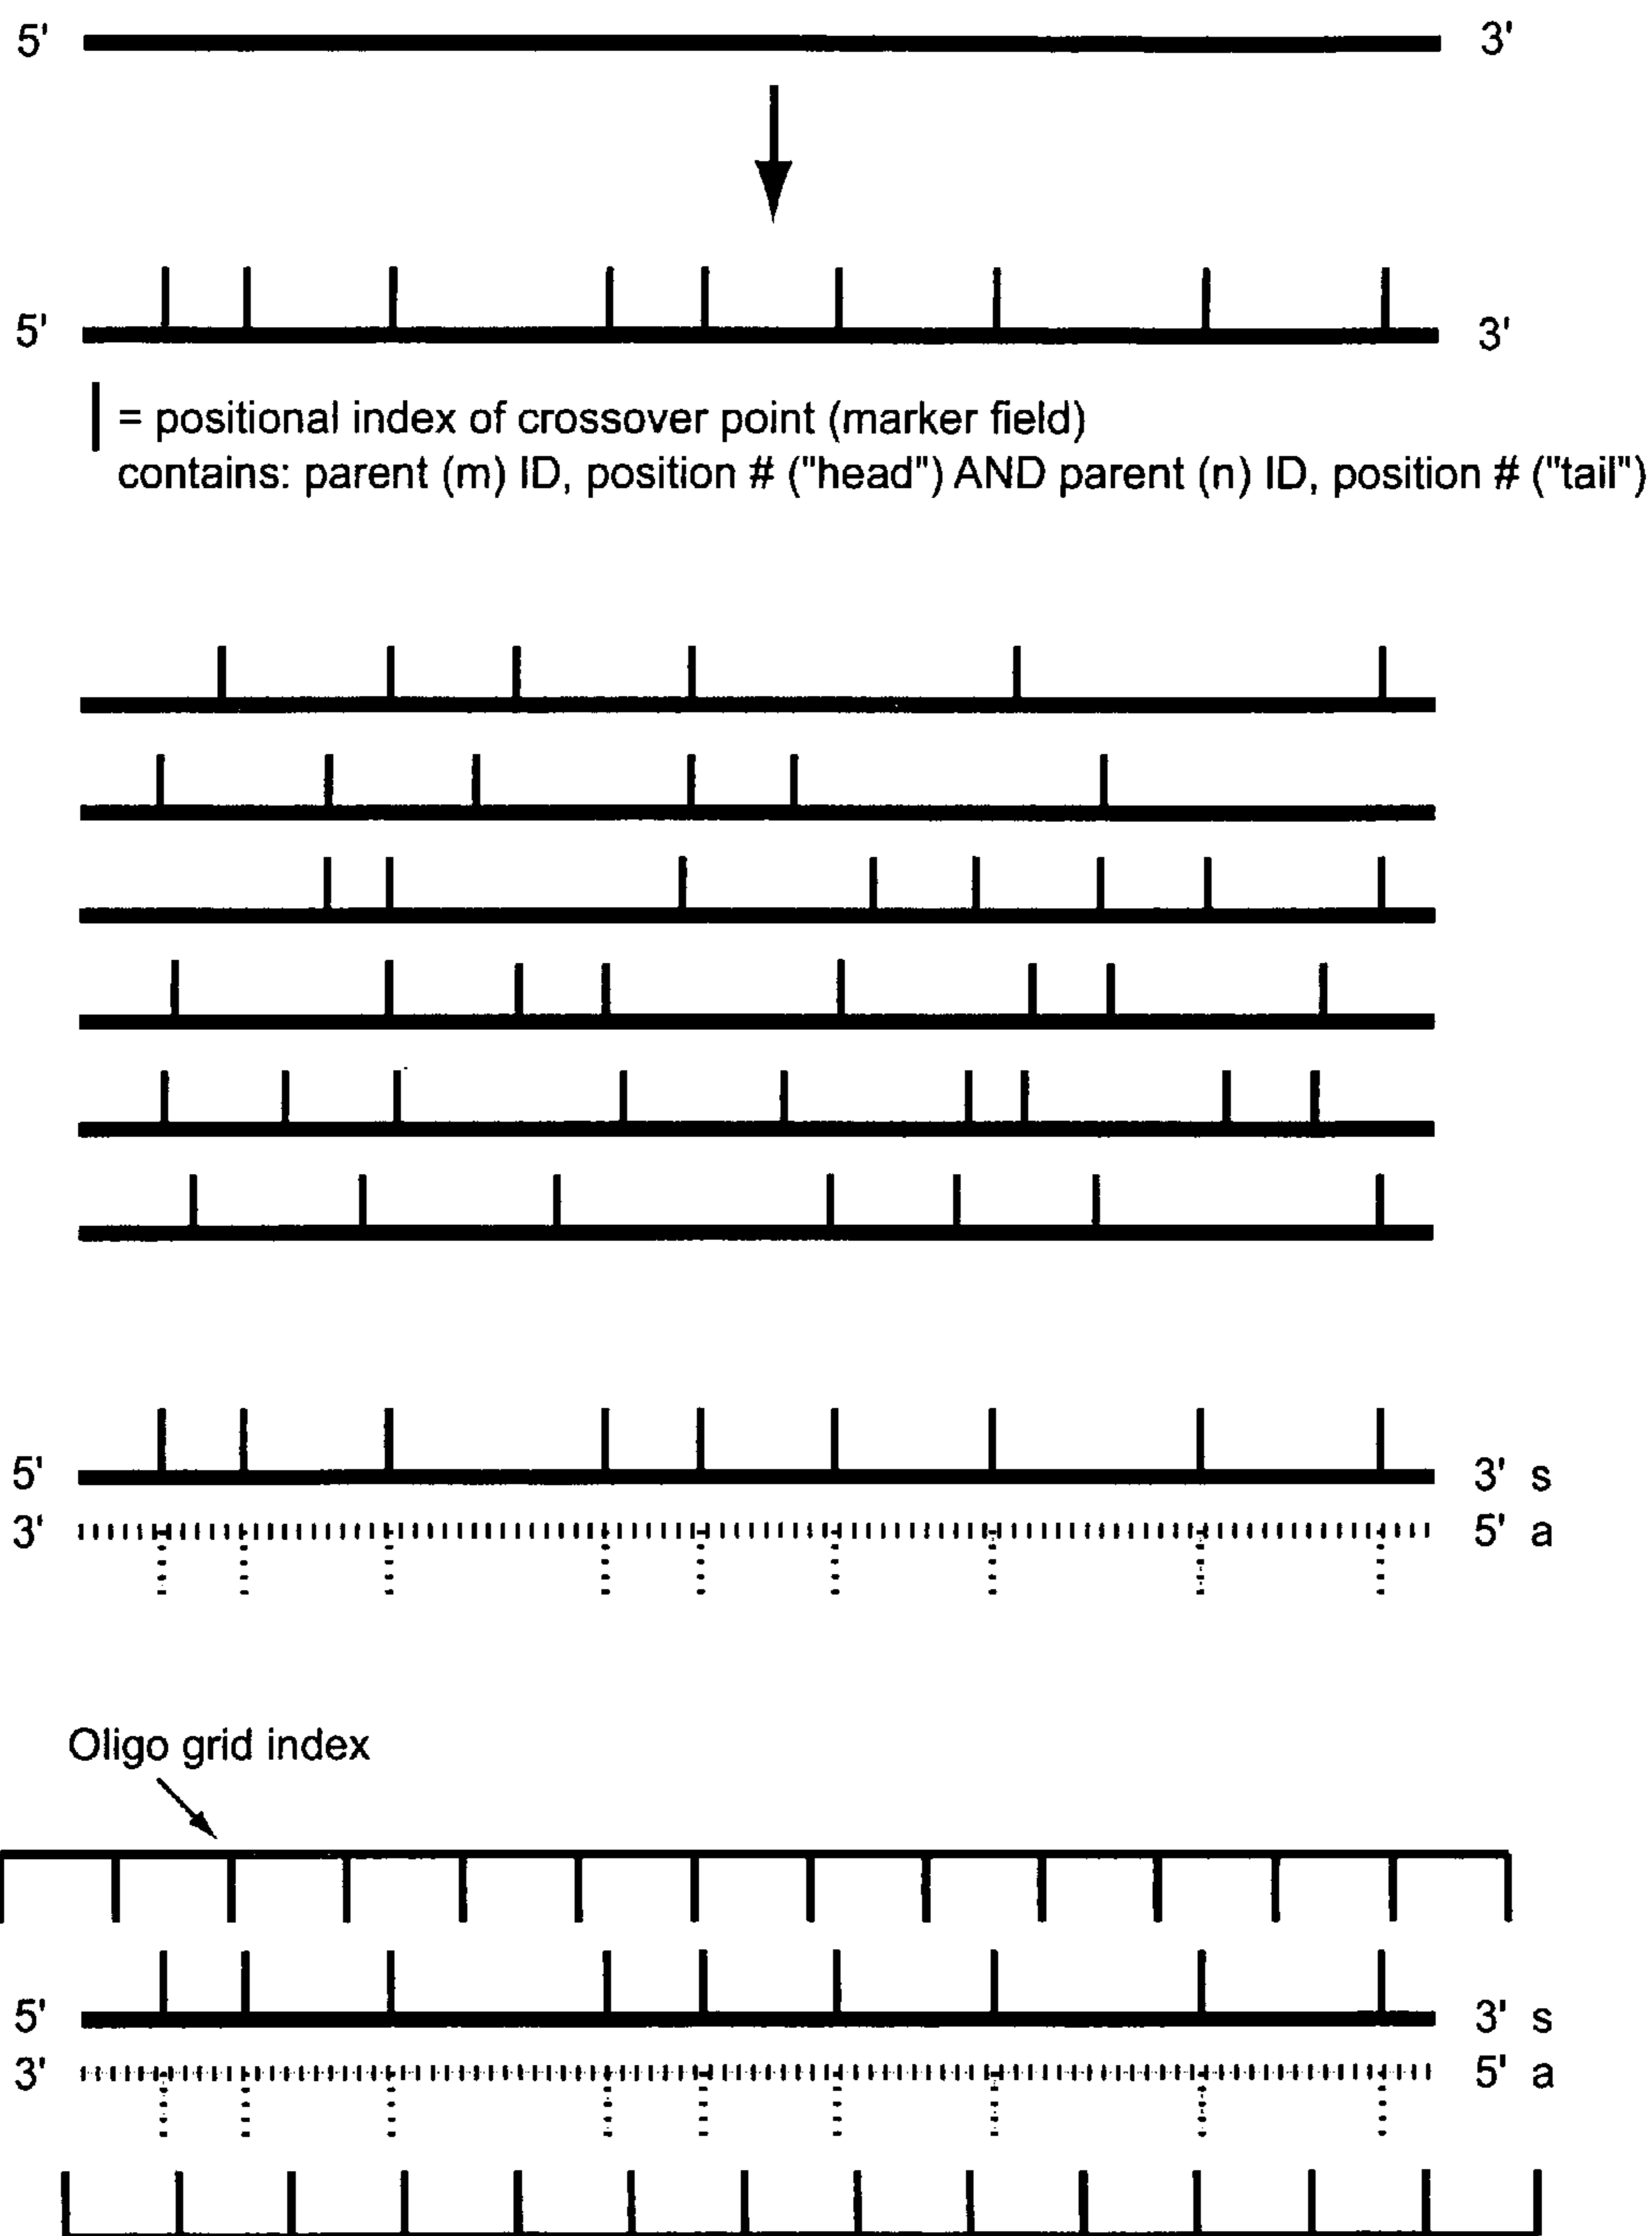 5' 3'
5' 3'
= positional index of crossover point (marker field)
contains: parent (m) ID, position # ("head") AND parent (n) ID, position # ("tail")
5' 3' s
3' 5' a
Oligo grid index
5' 3' s
3' 5' a